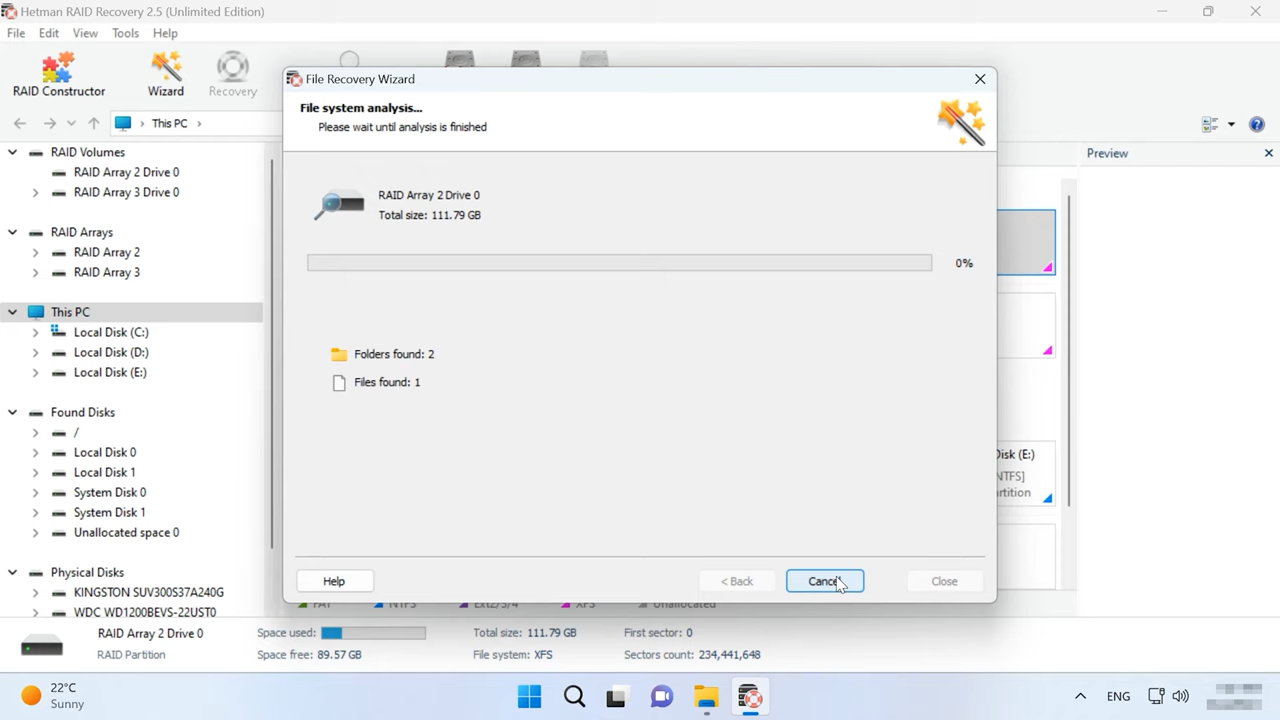 Hetman RAID Recovery 2.5 (Unlimited Edition)
File Edit View Tools Help
RAID Constructor Wizard Recovery
This PC
File Recovery Wizard
File system analysis...
Please wait until analysis is finished
RAID Array 2 Drive 0
Total size: 111.79 GB
0%
Folders found: 2
Files found: 1
Help < Back Cancel Close
Preview
RAID Volumes
RAID Array 2 Drive 0
RAID Array 3 Drive 0
RAID Arrays
RAID Array 2
RAID Array 3
This PC
Local Disk (C:)
Local Disk (D:)
Local Disk (E:)
Found Disks
/
Local Disk 0
Local Disk 1
System Disk 0
System Disk 1
Unallocated space 0
Physical Disks
KINGSTON SUV300S37A240G
WDC WD1200BEVS-22UST0
Disk (E:)
NTFS]
rtition
FAT NTFS Ext2/3/4 XFS Unallocated
RAID Array 2 Drive 0 Space used: Total size: 111.79 GB First sector: 0
RAID Partition Space free: 89.57 GB File system: XFS Sectors count: 234,441,648
22°C
Sunny
ENG